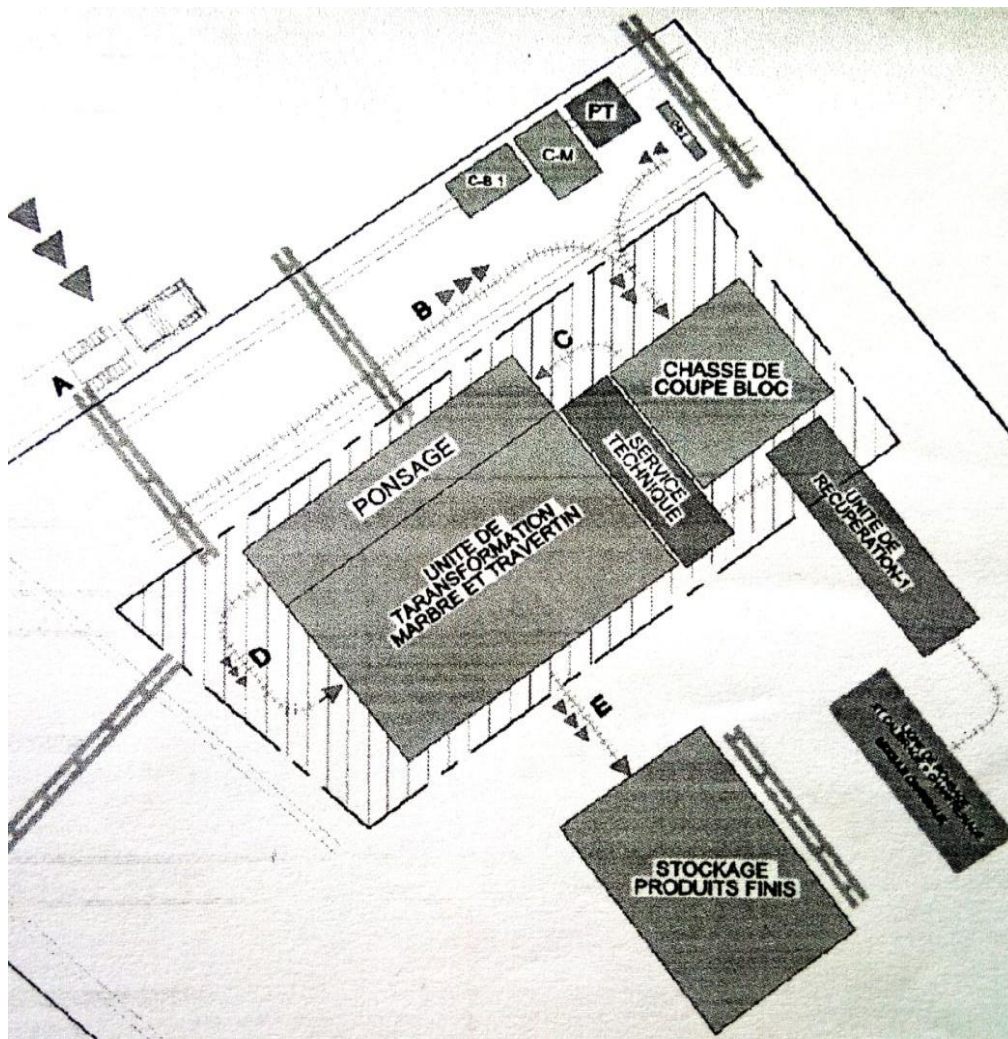 PT
C-M
C-B 1
A
B
C
CHASSE DE
COUPE BLOC
SERVICE
TECHNIQUE
PONSAGE
UNITE DE
TARANSFORMATION
MARBRE ET TRAVERTIN
UNITE DE
RECUPERATION-1
D
E
STOCKAGE
PRODUITS FINIS